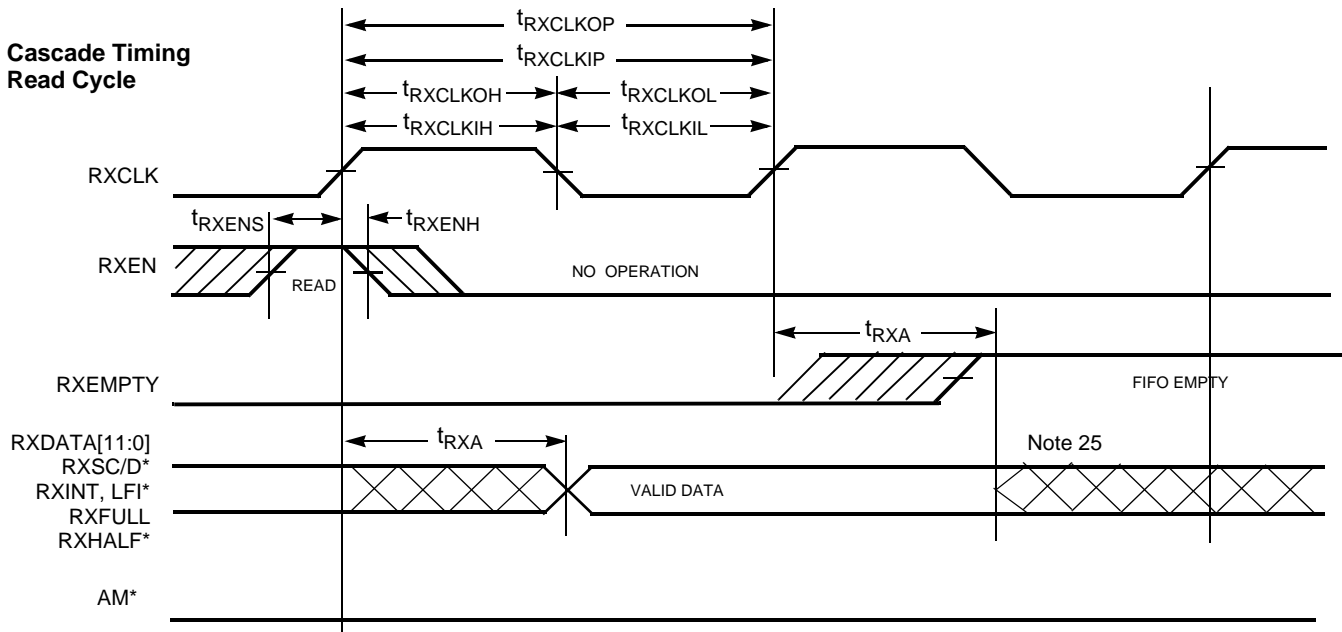 Cascade Timing
Read Cycle
tRXCLKOP
tRXCLKIP
tRXCLKOH
tRXCLKOL
tRXCLKIH
tRXCLKIL
RXCLK
tRXENS
tRXENH
RXEN
READ
NO OPERATION
tRXA
RXEMPTY
FIFO EMPTY
RXDATA[11:0]
RXSC/D*
RXINT, LFI*
RXFULL
RXHALF*
tRXA
VALID DATA
Note 25
AM*